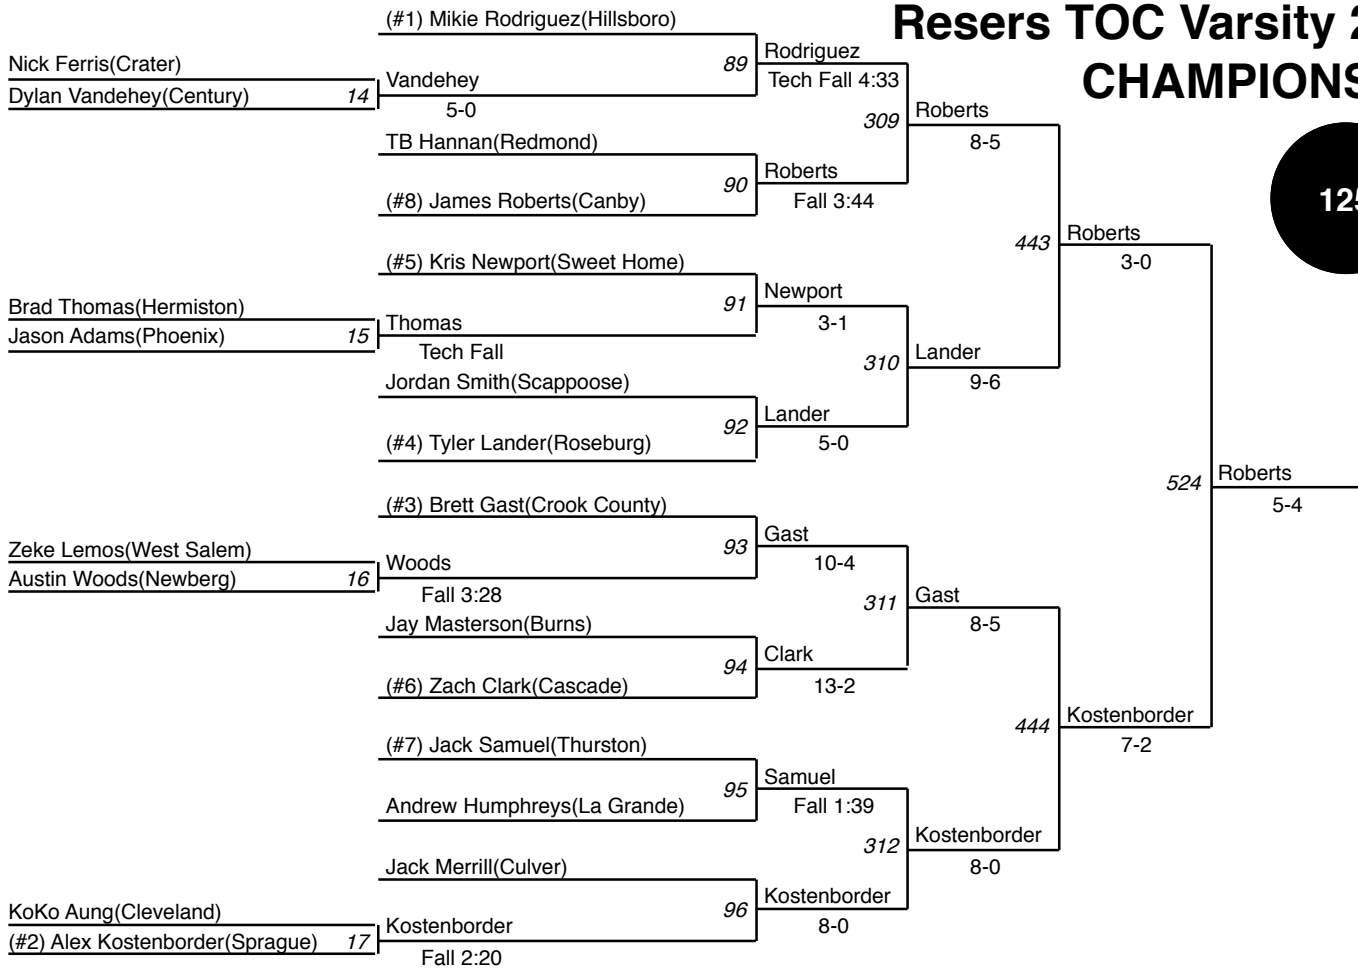 Resers TOC Varsity 2
CHAMPIONS
125
Nick Ferris(Crater)
Dylan Vandehey(Century)
14
Brad Thomas(Hermiston)
Jason Adams(Phoenix)
15
Zeke Lemos(West Salem)
Austin Woods(Newberg)
16
KoKo Aung(Cleveland)
(#2) Alex Kostenborder(Sprague)
17
(#1) Mikie Rodriguez(Hillsboro)
89
Vandehey
5-0
TB Hannan(Redmond)
90
(#8) James Roberts(Canby)
(#5) Kris Newport(Sweet Home)
91
Thomas
Tech Fall
Jordan Smith(Scappoose)
92
(#4) Tyler Lander(Roseburg)
(#3) Brett Gast(Crook County)
93
Woods
Fall 3:28
Jay Masterson(Burns)
94
(#6) Zach Clark(Cascade)
(#7) Jack Samuel(Thurston)
95
Andrew Humphreys(La Grande)
Jack Merrill(Culver)
96
Kostenborder
Fall 2:20
Rodriguez
Tech Fall 4:33
309
Roberts
Fall 3:44
Newport
3-1
310
Lander
5-0
Gast
10-4
311
Clark
13-2
Samuel
Fall 1:39
312
Kostenborder
8-0
Roberts
8-5
443
Lander
9-6
Gast
8-5
444
Kostenborder
8-0
Roberts
3-0
524
Kostenborder
7-2
Roberts
5-4